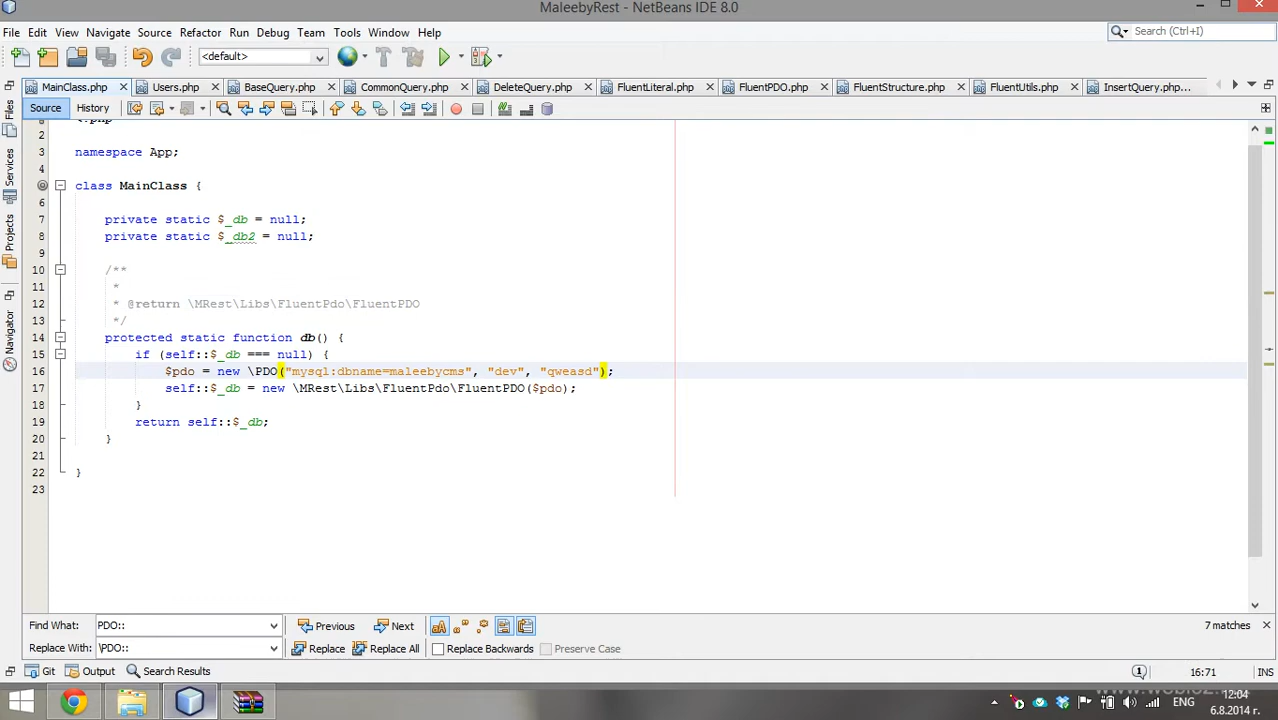 MaleebyRest - NetBeans IDE 8.0
File Edit View Navigate Source Refactor Run Debug Team Tools Window Help
Search (Ctrl+I)
<default>
MainClass.php Users.php BaseQuery.php CommonQuery.php DeleteQuery.php FluentLiteral.php FluentPDO.php FluentStructure.php FluentUtils.php InsertQuery.php...
Source History
Files
Services
Projects
Navigator
2
3 namespace App;
4
5 class MainClass {
6
7 private static $_db = null;
8 private static $_db2 = null;
9
10 /**
11 *
12 * @return \MRest\Libs\FluentPdo\FluentPDO
13 */
14 protected static function db() {
15 if (self::$_db === null) {
16 $pdo = new \PDO("mysql:dbname=maleebycms", "dev", "qweasd");
17 self::$_db = new \MRest\Libs\FluentPdo\FluentPDO($pdo);
18 }
19 return self::$_db;
20 }
21
22 }
23
Find What: PDO:: Previous Next 7 matches
Replace With: \PDO:: Replace Replace All Replace Backwards Preserve Case
Git Output Search Results 1 16:71 INS
ENG 12:04
6.8.2014 г.